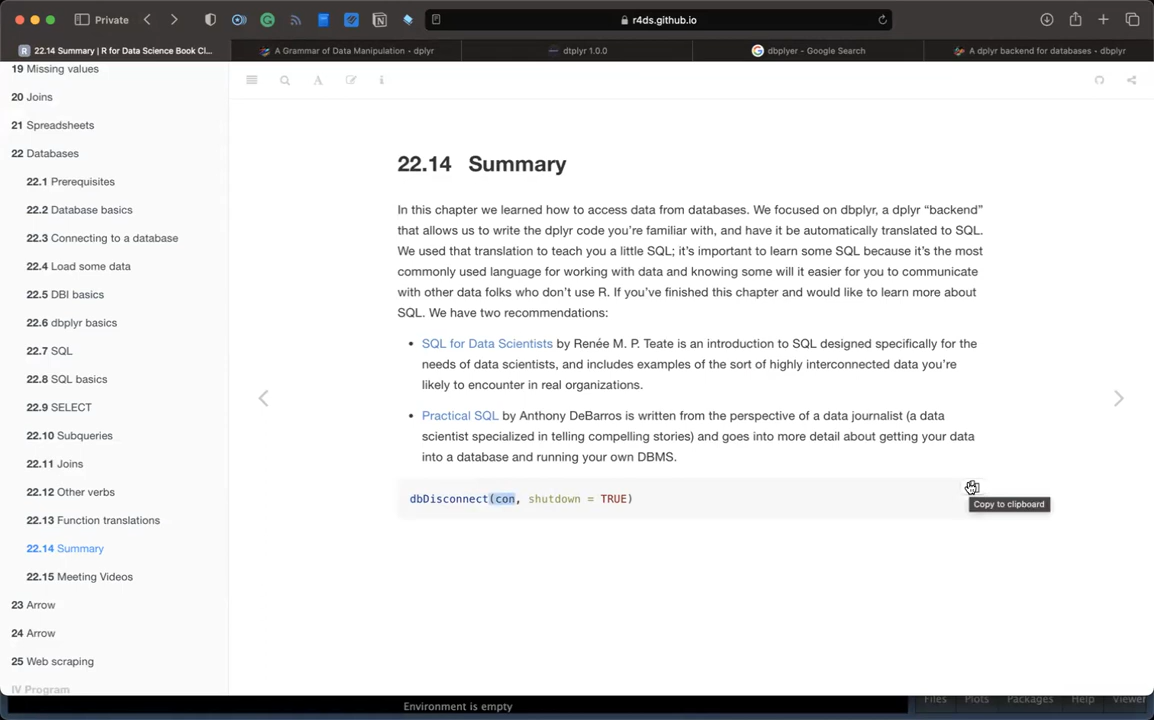 Private
r4ds.github.io
22.14 Summary | R for Data Science Book Cl...
A Grammar of Data Manipulation • dplyr
dtplyr 1.0.0
dbplyer - Google Search
A dplyr backend for databases • dbplyr
19 Missing values
20 Joins
21 Spreadsheets
22 Databases
22.1 Prerequisites
22.2 Database basics
22.3 Connecting to a database
22.4 Load some data
22.5 DBI basics
22.6 dbplyr basics
22.7 SQL
22.8 SQL basics
22.9 SELECT
22.10 Subqueries
22.11 Joins
22.12 Other verbs
22.13 Function translations
22.14 Summary
22.15 Meeting Videos
23 Arrow
24 Arrow
25 Web scraping
IV Program
22.14 Summary
In this chapter we learned how to access data from databases. We focused on dbplyr, a dplyr “backend”
that allows us to write the dplyr code you’re familiar with, and have it be automatically translated to SQL.
We used that translation to teach you a little SQL; it’s important to learn some SQL because it’s the most
commonly used language for working with data and knowing some will it easier for you to communicate
with other data folks who don’t use R. If you’ve finished this chapter and would like to learn more about
SQL. We have two recommendations:
• SQL for Data Scientists by Renée M. P. Teate is an introduction to SQL designed specifically for the
needs of data scientists, and includes examples of the sort of highly interconnected data you’re
likely to encounter in real organizations.
• Practical SQL by Anthony DeBarros is written from the perspective of a data journalist (a data
scientist specialized in telling compelling stories) and goes into more detail about getting your data
into a database and running your own DBMS.
dbDisconnect(con, shutdown = TRUE)
Copy to clipboard
Environment is empty
Files Plots Packages Help Viewer